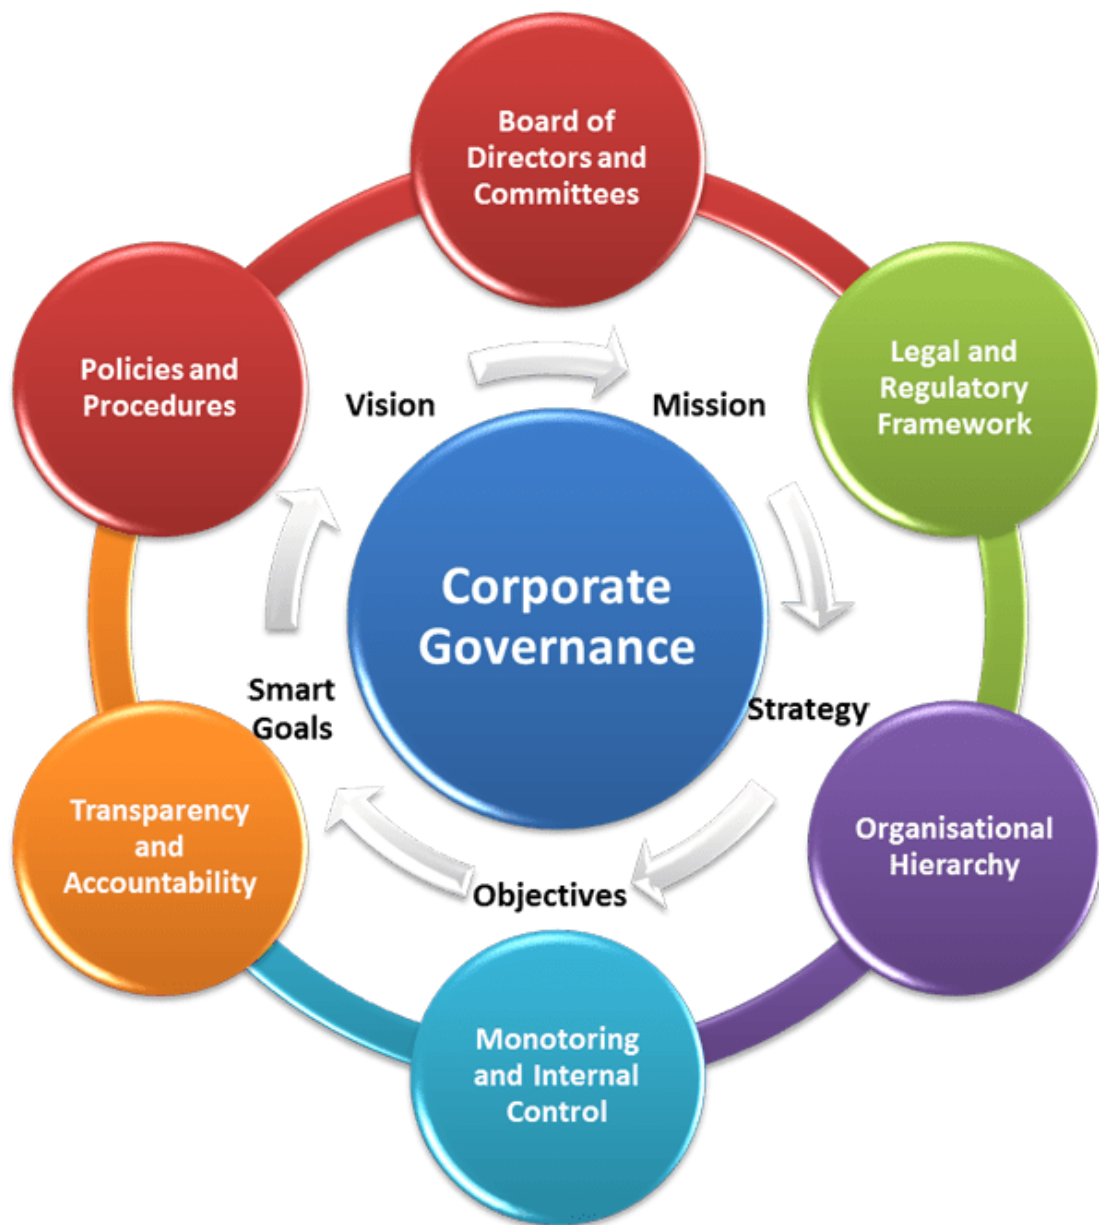 Board of
Directors and
Committees
Policies and
Procedures
Legal and
Regulatory
Framework
Vision
Mission
Corporate
Governance
Smart
Goals
Strategy
Transparency
and
Accountability
Organisational
Hierarchy
Objectives
Monotoring
and Internal
Control